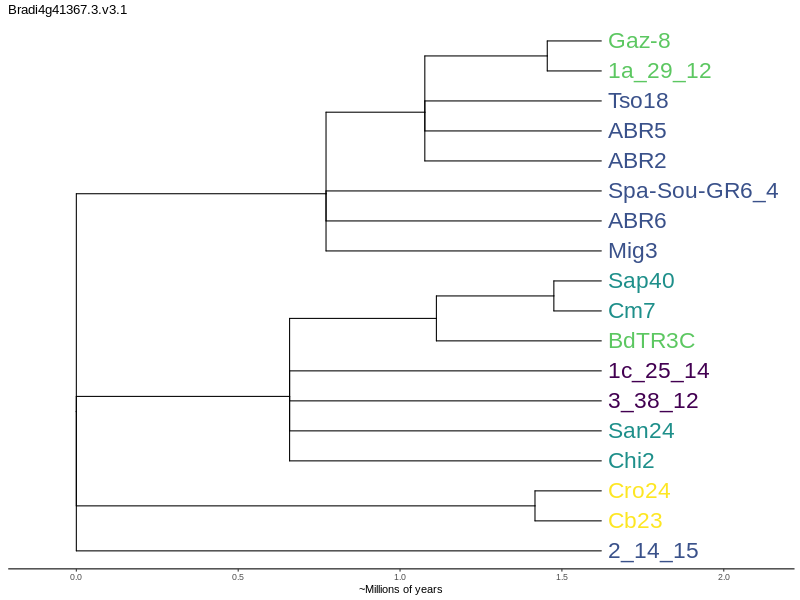 Bradi4g41367.3.v3.1
Gaz-8
1a_29_12
Tso18
ABR5
ABR2
Spa-Sou-GR6_4
ABR6
Mig3
Sap40
Cm7
BdTR3C
1c_25_14
3_38_12
San24
Chi2
Cro24
Cb23
2_14_15
0.0 0.5 1.0 1.5 2.0
~Millions of years